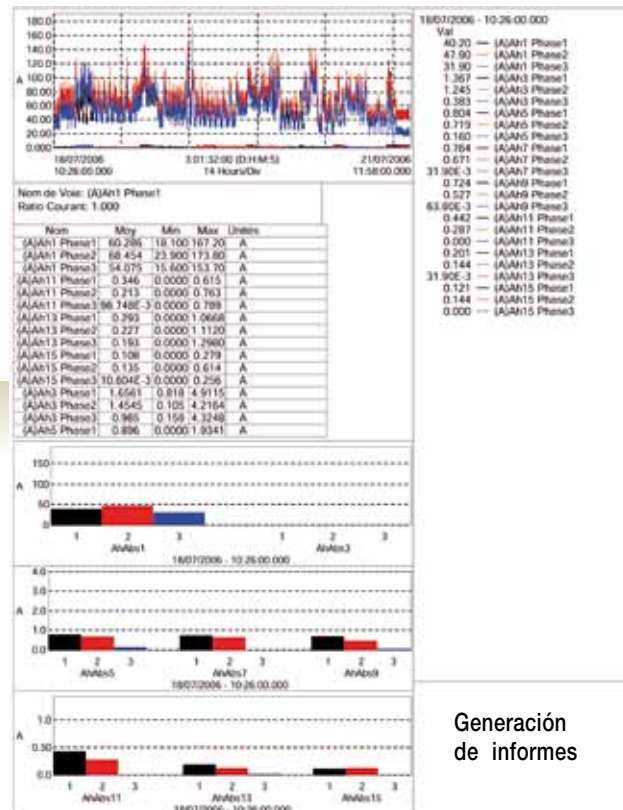 180.0
160.0
140.0
120.0
100.0
A
80.00
60.00
40.00
20.00
0.000
18/07/2006
10:26:00.000
3:01:32:00 (D:H:M:S)
14 Hours/Div
21/07/2006
11:58:00.000
18/07/2006 - 10:26:00.000
Val
40.20 — (A)Ah1 Phase1
47.90 — (A)Ah1 Phase2
31.90 — (A)Ah1 Phase3
1.367 — (A)Ah3 Phase1
1.245 — (A)Ah3 Phase2
0.383 — (A)Ah3 Phase3
0.804 — (A)Ah5 Phase1
0.719 — (A)Ah5 Phase2
0.160 — (A)Ah5 Phase3
0.764 — (A)Ah7 Phase1
0.671 — (A)Ah7 Phase2
31.90E-3 — (A)Ah7 Phase3
0.724 — (A)Ah9 Phase1
0.527 — (A)Ah9 Phase2
63.80E-3 — (A)Ah9 Phase3
0.442 — (A)Ah11 Phase1
0.287 — (A)Ah11 Phase2
0.000 — (A)Ah11 Phase3
0.201 — (A)Ah13 Phase1
0.144 — (A)Ah13 Phase2
31.90E-3 — (A)Ah13 Phase3
0.121 — (A)Ah15 Phase1
0.144 — (A)Ah15 Phase2
0.000 — (A)Ah15 Phase3
Nom de Voie: (A)Ah1 Phase1
Ratio Courant: 1.000
Nom Moy Min Max Unités
(A)Ah1 Phase1 60.286 18.100 167.20 A
(A)Ah1 Phase2 68.454 23.900 173.80 A
(A)Ah1 Phase3 54.075 15.600 153.70 A
(A)Ah11 Phase1 0.346 0.0000 0.615 A
(A)Ah11 Phase2 0.213 0.0000 0.763 A
(A)Ah11 Phase3 98.748E-3 0.0000 0.789 A
(A)Ah13 Phase1 0.293 0.0000 1.0668 A
(A)Ah13 Phase2 0.227 0.0000 1.1120 A
(A)Ah13 Phase3 0.193 0.0000 1.2980 A
(A)Ah15 Phase1 0.108 0.0000 0.279 A
(A)Ah15 Phase2 0.135 0.0000 0.614 A
(A)Ah15 Phase3 10.604E-3 0.0000 0.256 A
(A)Ah3 Phase1 1.6561 0.818 4.9115 A
(A)Ah3 Phase2 1.4545 0.105 4.2164 A
(A)Ah3 Phase3 0.985 0.159 4.3248 A
(A)Ah5 Phase1 0.896 0.0000 1.9341 A
150
A 100
50
0
1 2 3 1 2 3
AhAbs1 AhAbs3
18/07/2006 - 10:26:00.000
4.0
3.0
A 2.0
1.0
0.0
1 2 3 1 2 3 1 2 3
AhAbs5 AhAbs7 AhAbs9
18/07/2006 - 10:26:00.000
1.0
A
0.50
0.0
1 2 3 1 2 3 1 2 3
AhAbs11 AhAbs13 AhAbs15
18/07/2006 - 10:26:00.000
Generación
de informes